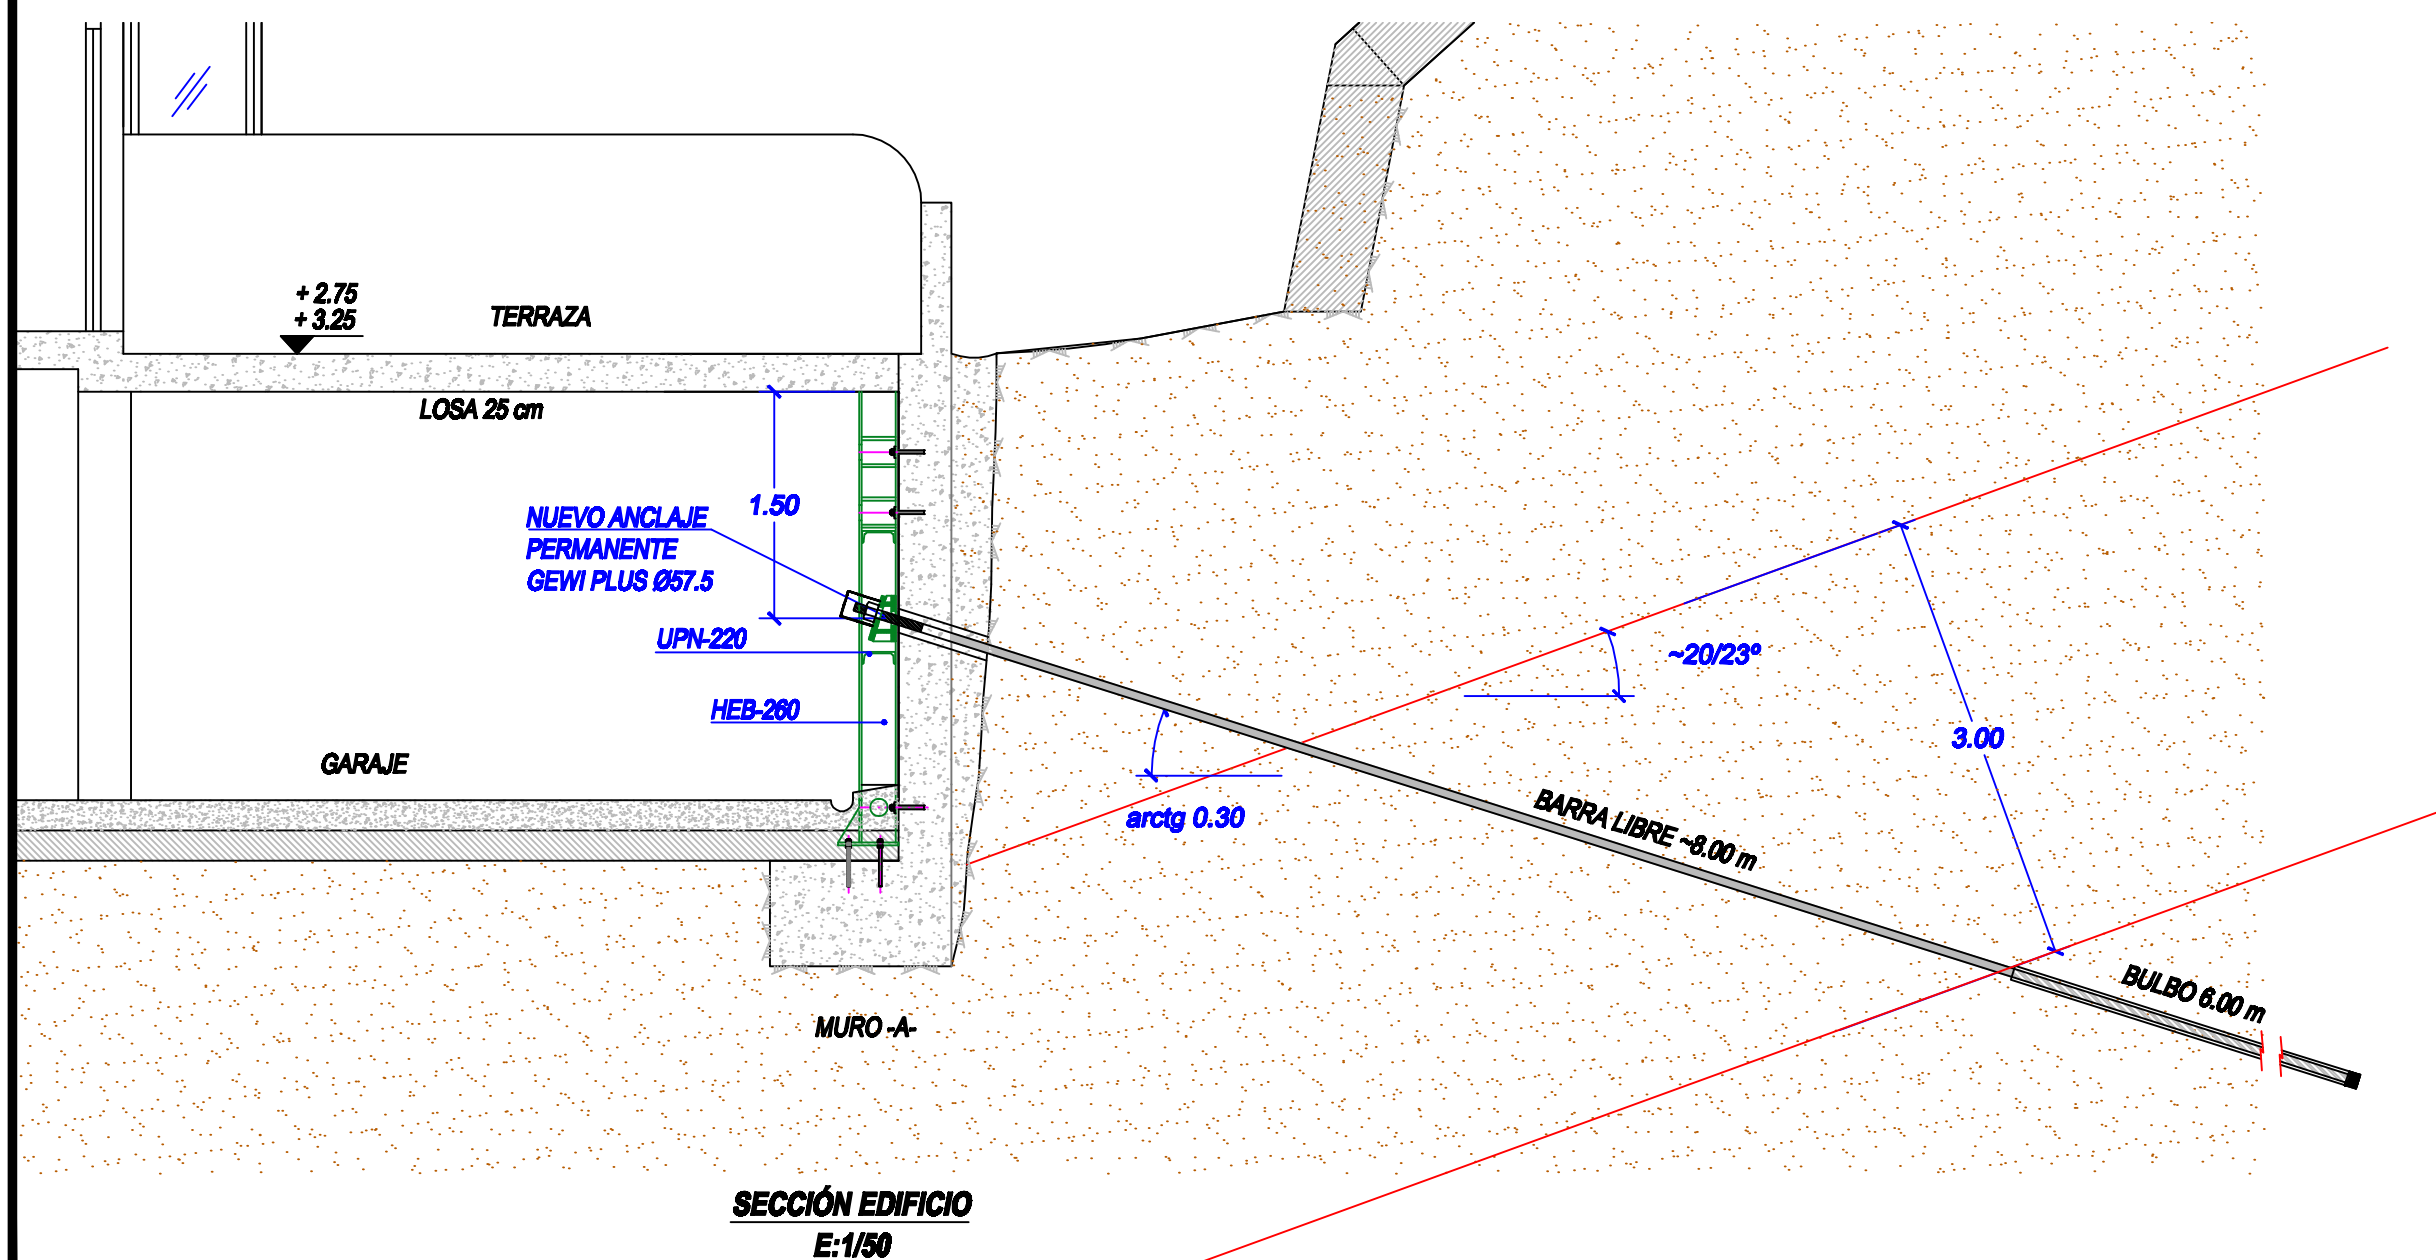 + 2.75
+ 3.25
TERRAZA
LOSA 25 cm
1.50
NUEVO ANCLAJE
PERMANENTE
GEWI PLUS Ø57.5
UPN-220
HEB-260
GARAJE
~20/23º
3.00
arctg 0.30
BARRA LIBRE ~8.00 m
BULBO 6.00 m
MURO -A-
SECCIÓN EDIFICIO
E:1/50